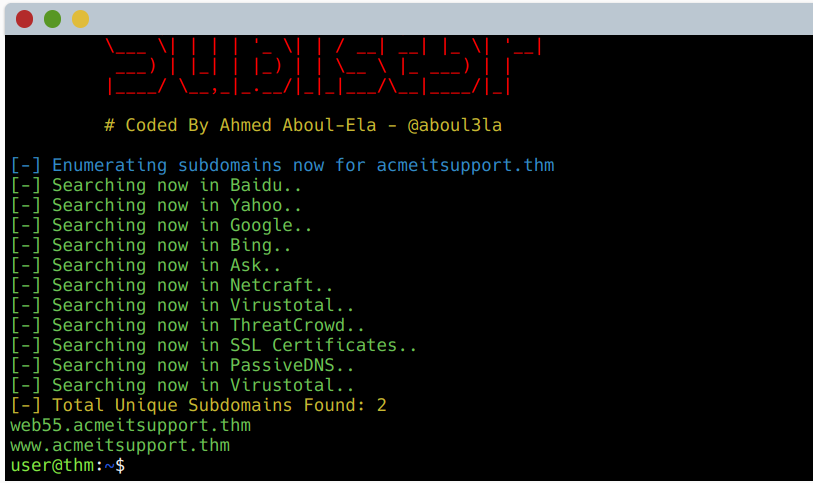 # Coded By Ahmed Aboul-Ela - @aboul3la
[-] Enumerating subdomains now for acmeitsupport.thm
[-] Searching now in Baidu..
[-] Searching now in Yahoo..
[-] Searching now in Google..
[-] Searching now in Bing..
[-] Searching now in Ask..
[-] Searching now in Netcraft..
[-] Searching now in Virustotal..
[-] Searching now in ThreatCrowd..
[-] Searching now in SSL Certificates..
[-] Searching now in PassiveDNS..
[-] Searching now in Virustotal..
[-] Total Unique Subdomains Found: 2
web55.acmeitsupport.thm
www.acmeitsupport.thm
user@thm:~$